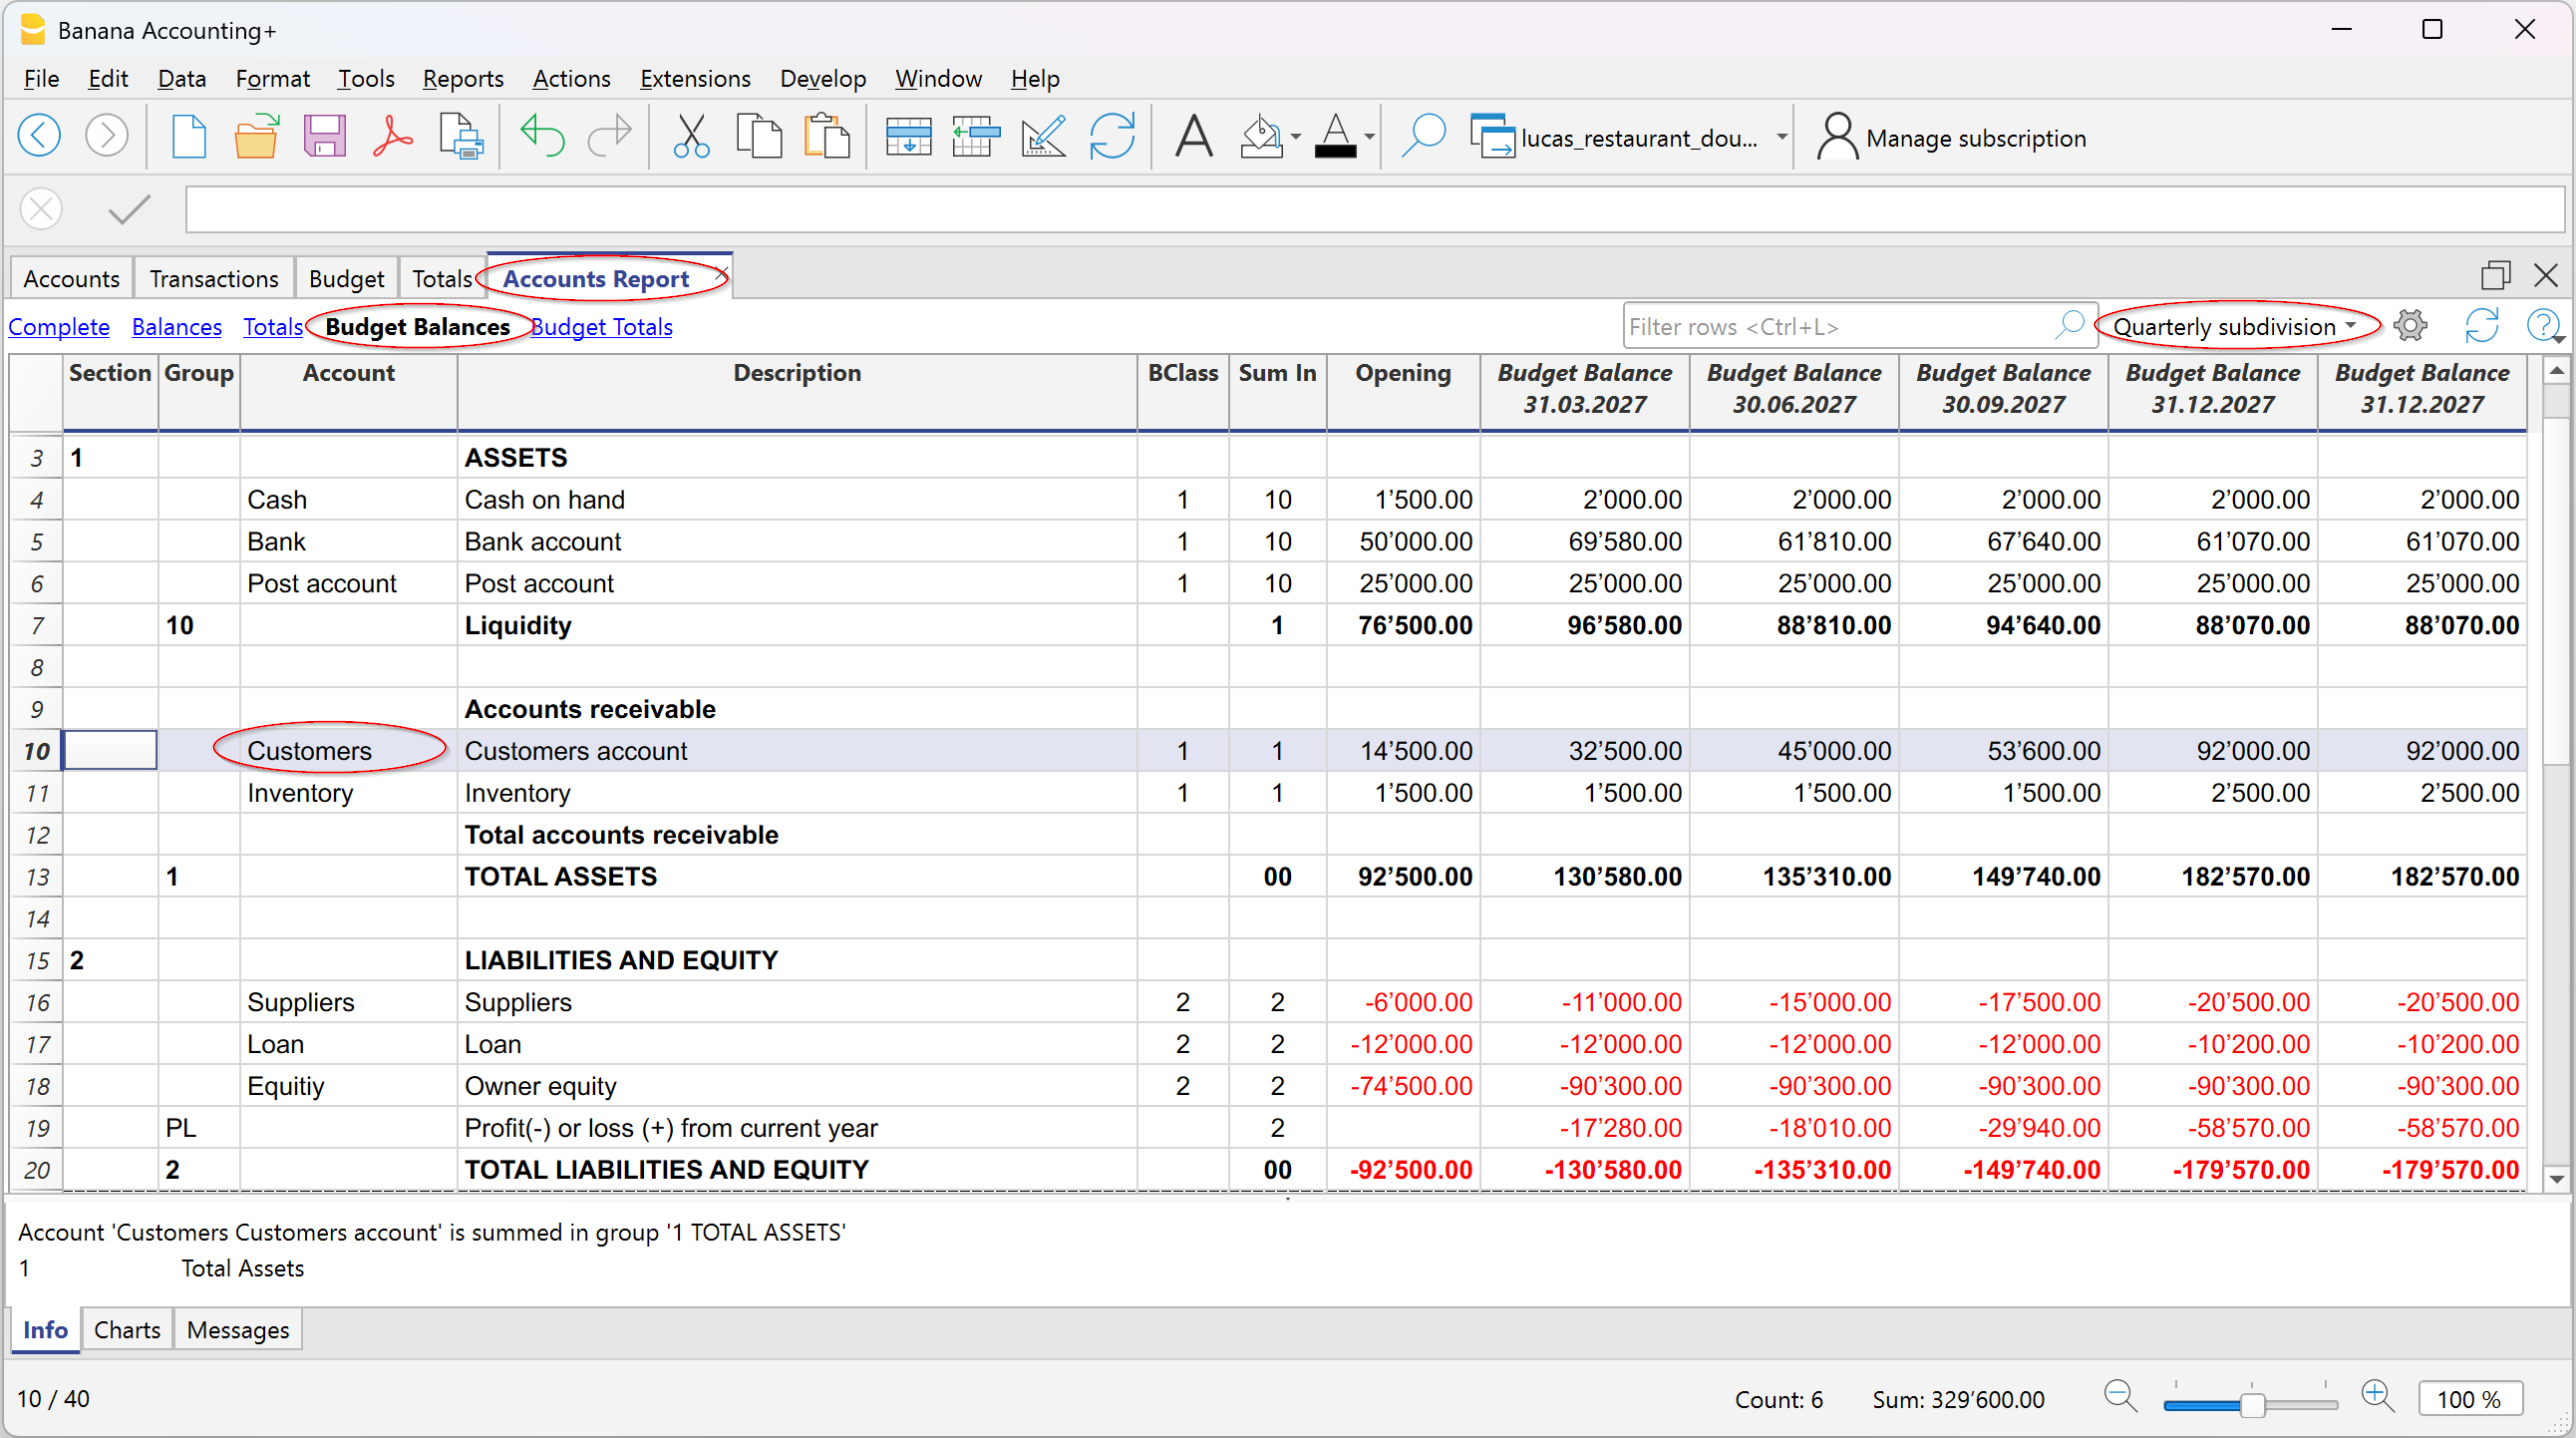 Banana Accounting+
File Edit Data Format Tools Reports Actions Extensions Develop Window Help
lucas_restaurant_dou... Manage subscription
Accounts Transactions Budget Totals Accounts Report
Complete Balances Totals Budget Balances Budget Totals Filter rows <Ctrl+L> Quarterly subdivision
Section Group Account Description BClass Sum In Opening Budget Balance 31.03.2027 Budget Balance 30.06.2027 Budget Balance 30.09.2027 Budget Balance 31.12.2027 Budget Balance 31.12.2027
3 1 ASSETS
4 Cash Cash on hand 1 10 1’500.00 2’000.00 2’000.00 2’000.00 2’000.00 2’000.00
5 Bank Bank account 1 10 50’000.00 69’580.00 61’810.00 67’640.00 61’070.00 61’070.00
6 Post account Post account 1 10 25’000.00 25’000.00 25’000.00 25’000.00 25’000.00 25’000.00
7 10 Liquidity 1 76’500.00 96’580.00 88’810.00 94’640.00 88’070.00 88’070.00
8
9 Accounts receivable
10 Customers Customers account 1 1 14’500.00 32’500.00 45’000.00 53’600.00 92’000.00 92’000.00
11 Inventory Inventory 1 1 1’500.00 1’500.00 1’500.00 1’500.00 2’500.00 2’500.00
12 Total accounts receivable
13 1 TOTAL ASSETS 00 92’500.00 130’580.00 135’310.00 149’740.00 182’570.00 182’570.00
14
15 2 LIABILITIES AND EQUITY
16 Suppliers Suppliers 2 2 -6’000.00 -11’000.00 -15’000.00 -17’500.00 -20’500.00 -20’500.00
17 Loan Loan 2 2 -12’000.00 -12’000.00 -12’000.00 -12’000.00 -10’200.00 -10’200.00
18 Equitiy Owner equity 2 2 -74’500.00 -90’300.00 -90’300.00 -90’300.00 -90’300.00 -90’300.00
19 PL Profit(-) or loss (+) from current year 2 -17’280.00 -18’010.00 -29’940.00 -58’570.00 -58’570.00
20 2 TOTAL LIABILITIES AND EQUITY 00 -92’500.00 -130’580.00 -135’310.00 -149’740.00 -179’570.00 -179’570.00
Account 'Customers Customers account' is summed in group '1 TOTAL ASSETS'
1 Total Assets
Info Charts Messages
10 / 40 Count: 6 Sum: 329’600.00 100 %